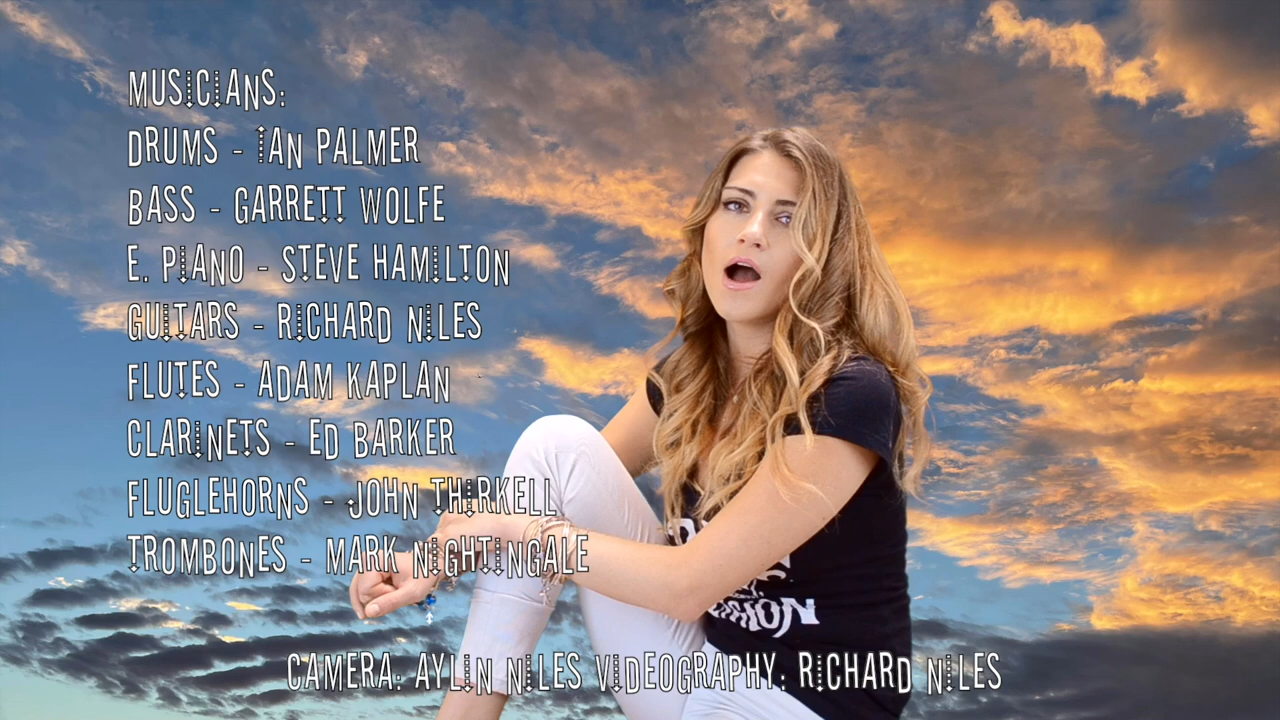 MUSICIANS:
DRUMS - IAN PALMER
BASS - GARRETT WOLFE
E. PIANO - STEVE HAMILTON
GUITARS - RICHARD NILES
FLUTES - ADAM KAPLAN
CLARINETS - ED BARKER
FLUGLEHORNS - JOHN THIRKELL
TROMBONES - MARK NIGHTINGALE
CAMERA: AYLIN NILES VIDEOGRAPHY: RICHARD NILES